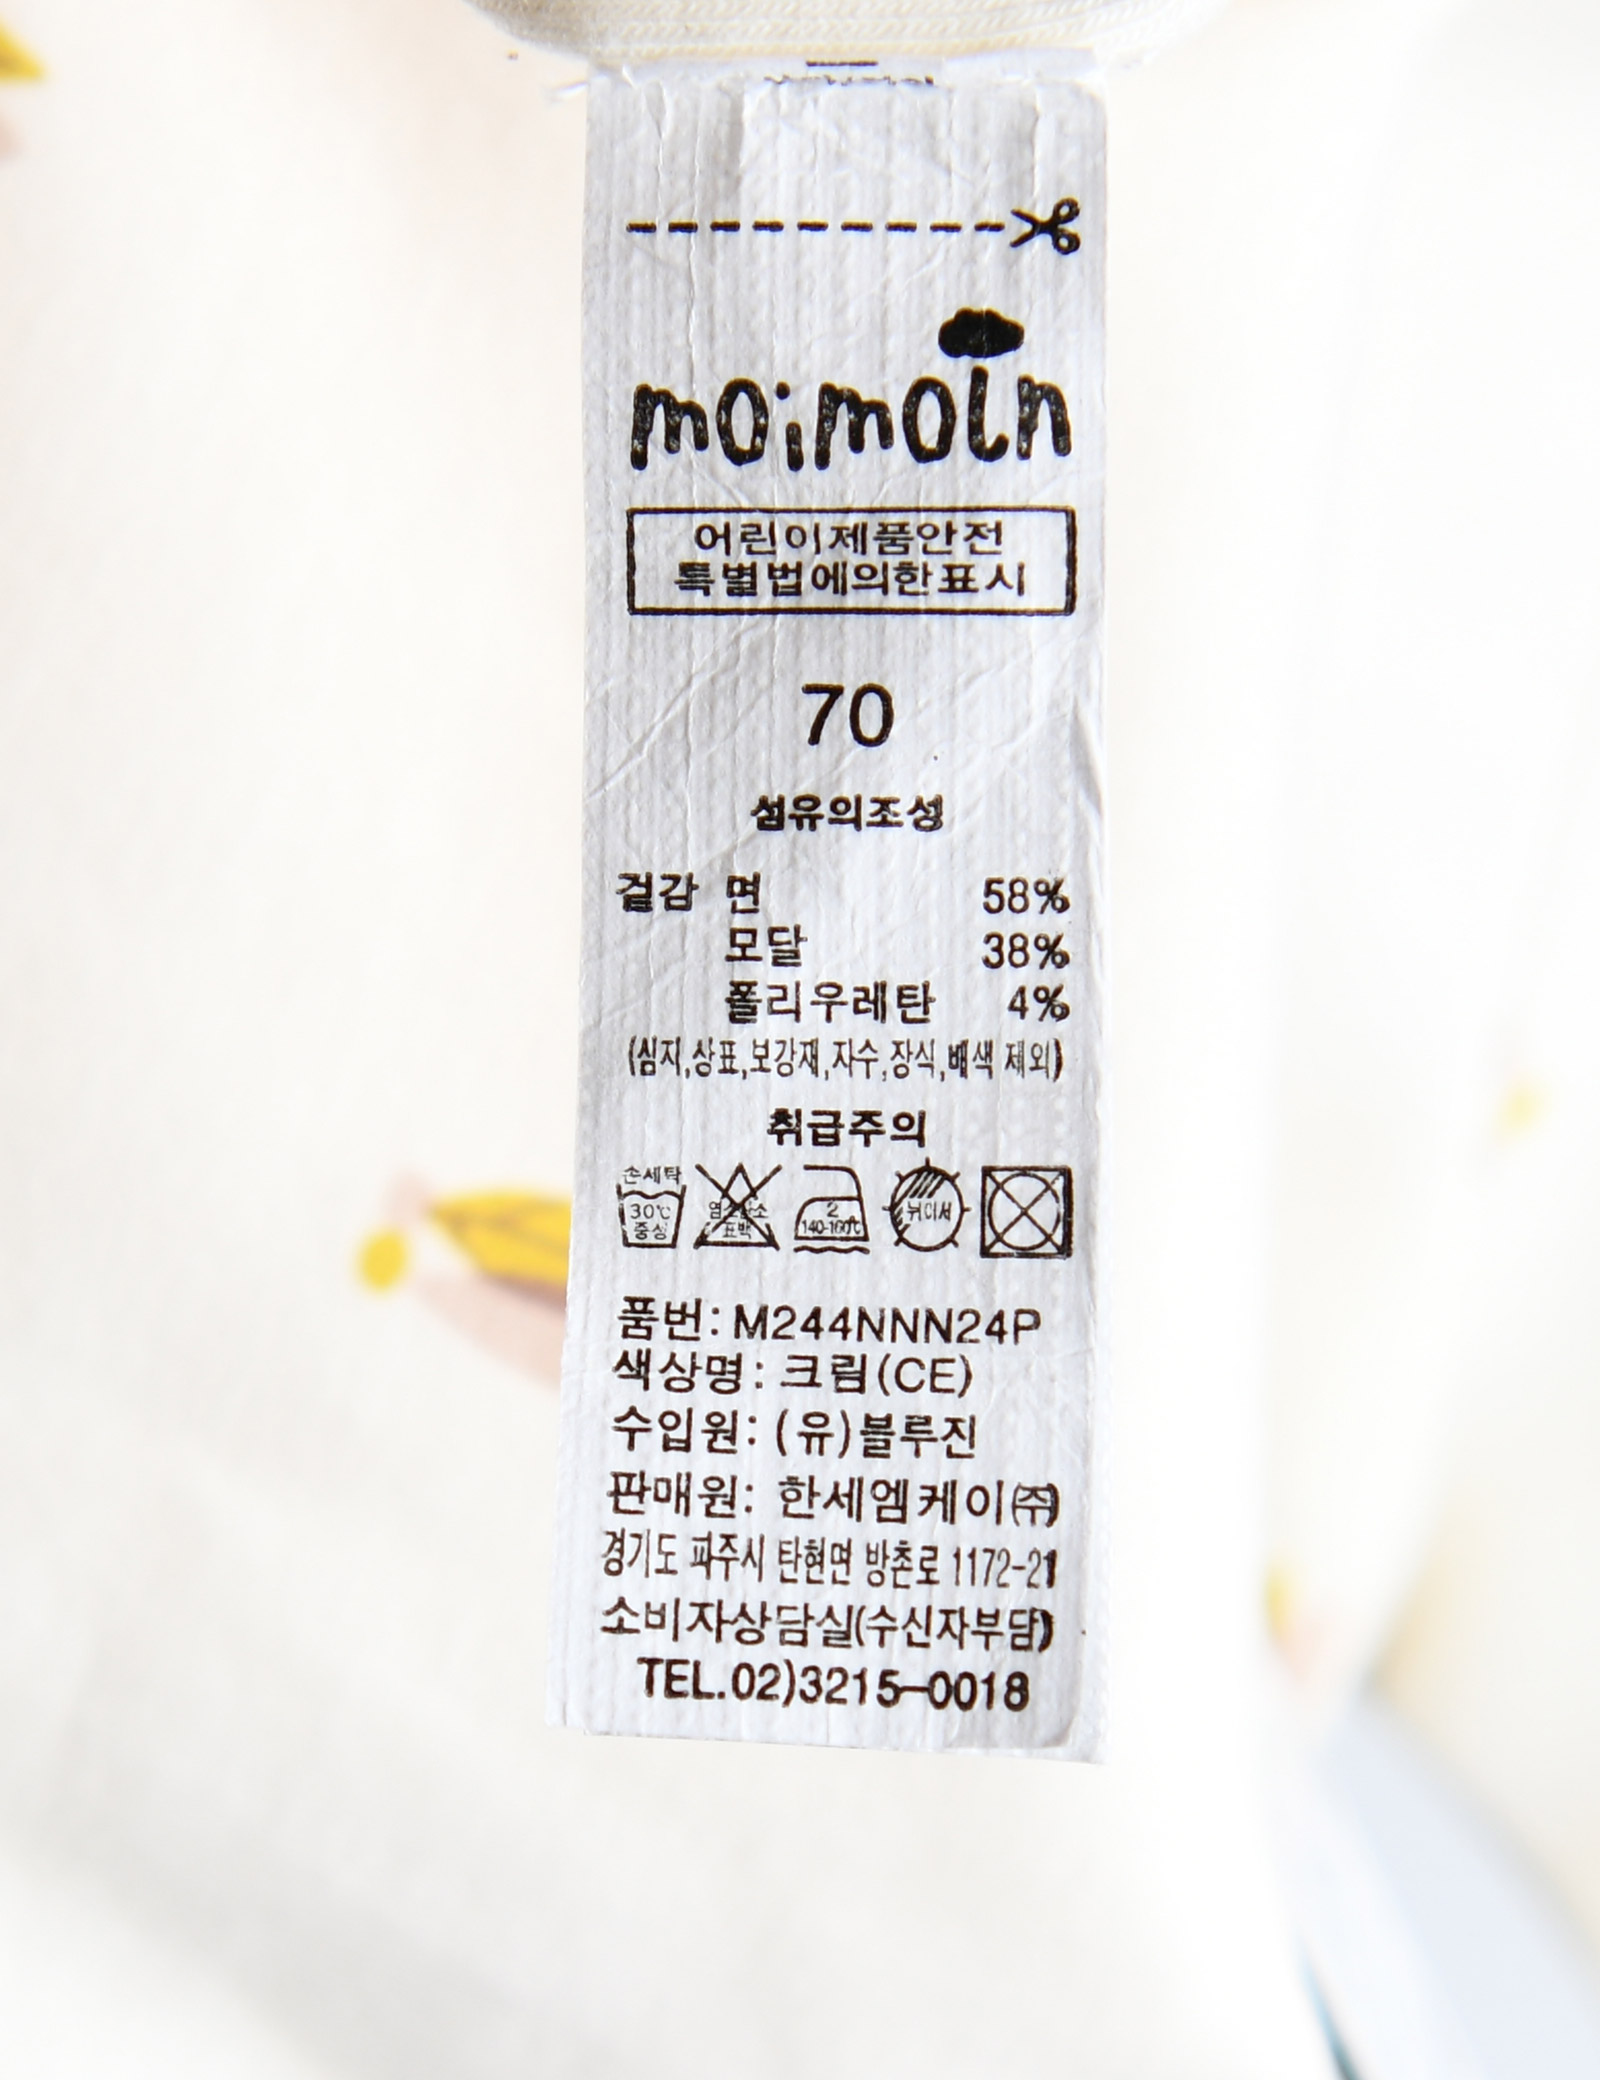 moimoln
어린이제품안전
특별법에의한표시
70
섬유의조성
겉감 면 58%
모달 38%
폴리우레탄 4%
(심지,상표,보강재,자수,장식,배색 제외)
취급주의
손세탁
30℃
중성
염소산소
표백
2
140-160℃
뉘어서
품번: M244NNN24P
색상명: 크림(CE)
수입원: (유)블루진
판매원: 한세엠케이㈜
경기도 파주시 탄현면 방촌로 1172-21
소비자상담실(수신자부담)
TEL.02)3215-0018